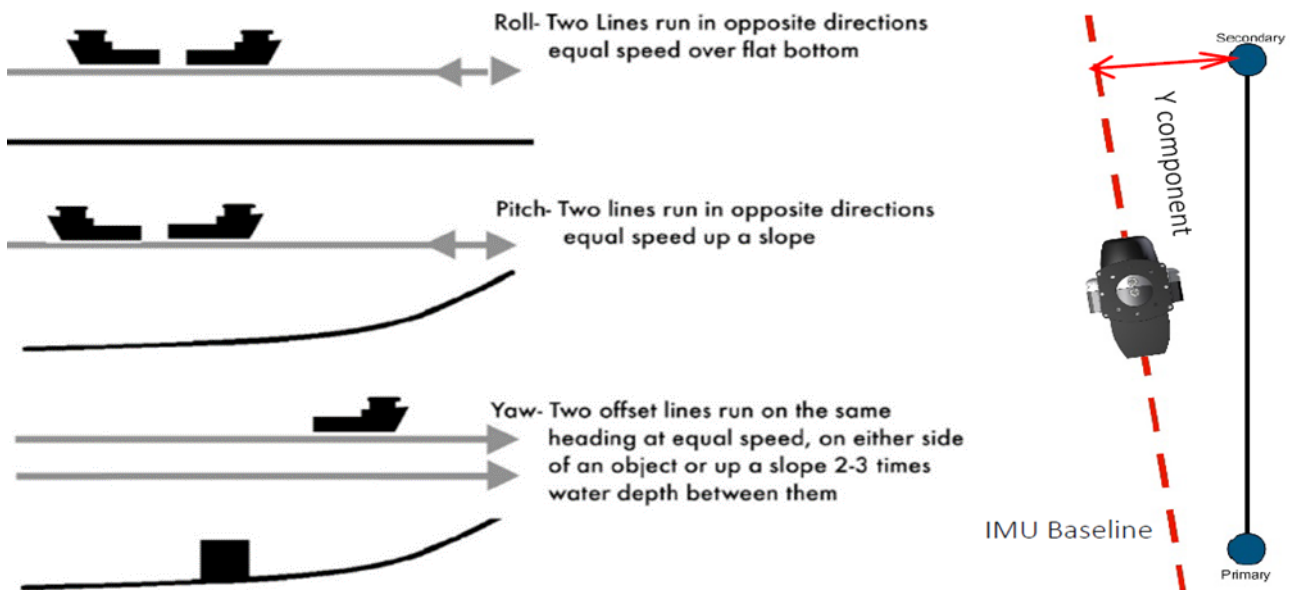 Roll- Two Lines run in opposite directions
equal speed over flat bottom
Pitch- Two lines run in opposite directions
equal speed up a slope
Yaw- Two offset lines run on the same
heading at equal speed, on either side
of an object or up a slope 2-3 times
water depth between them
Secondary
Y component
IMU Baseline
Primary